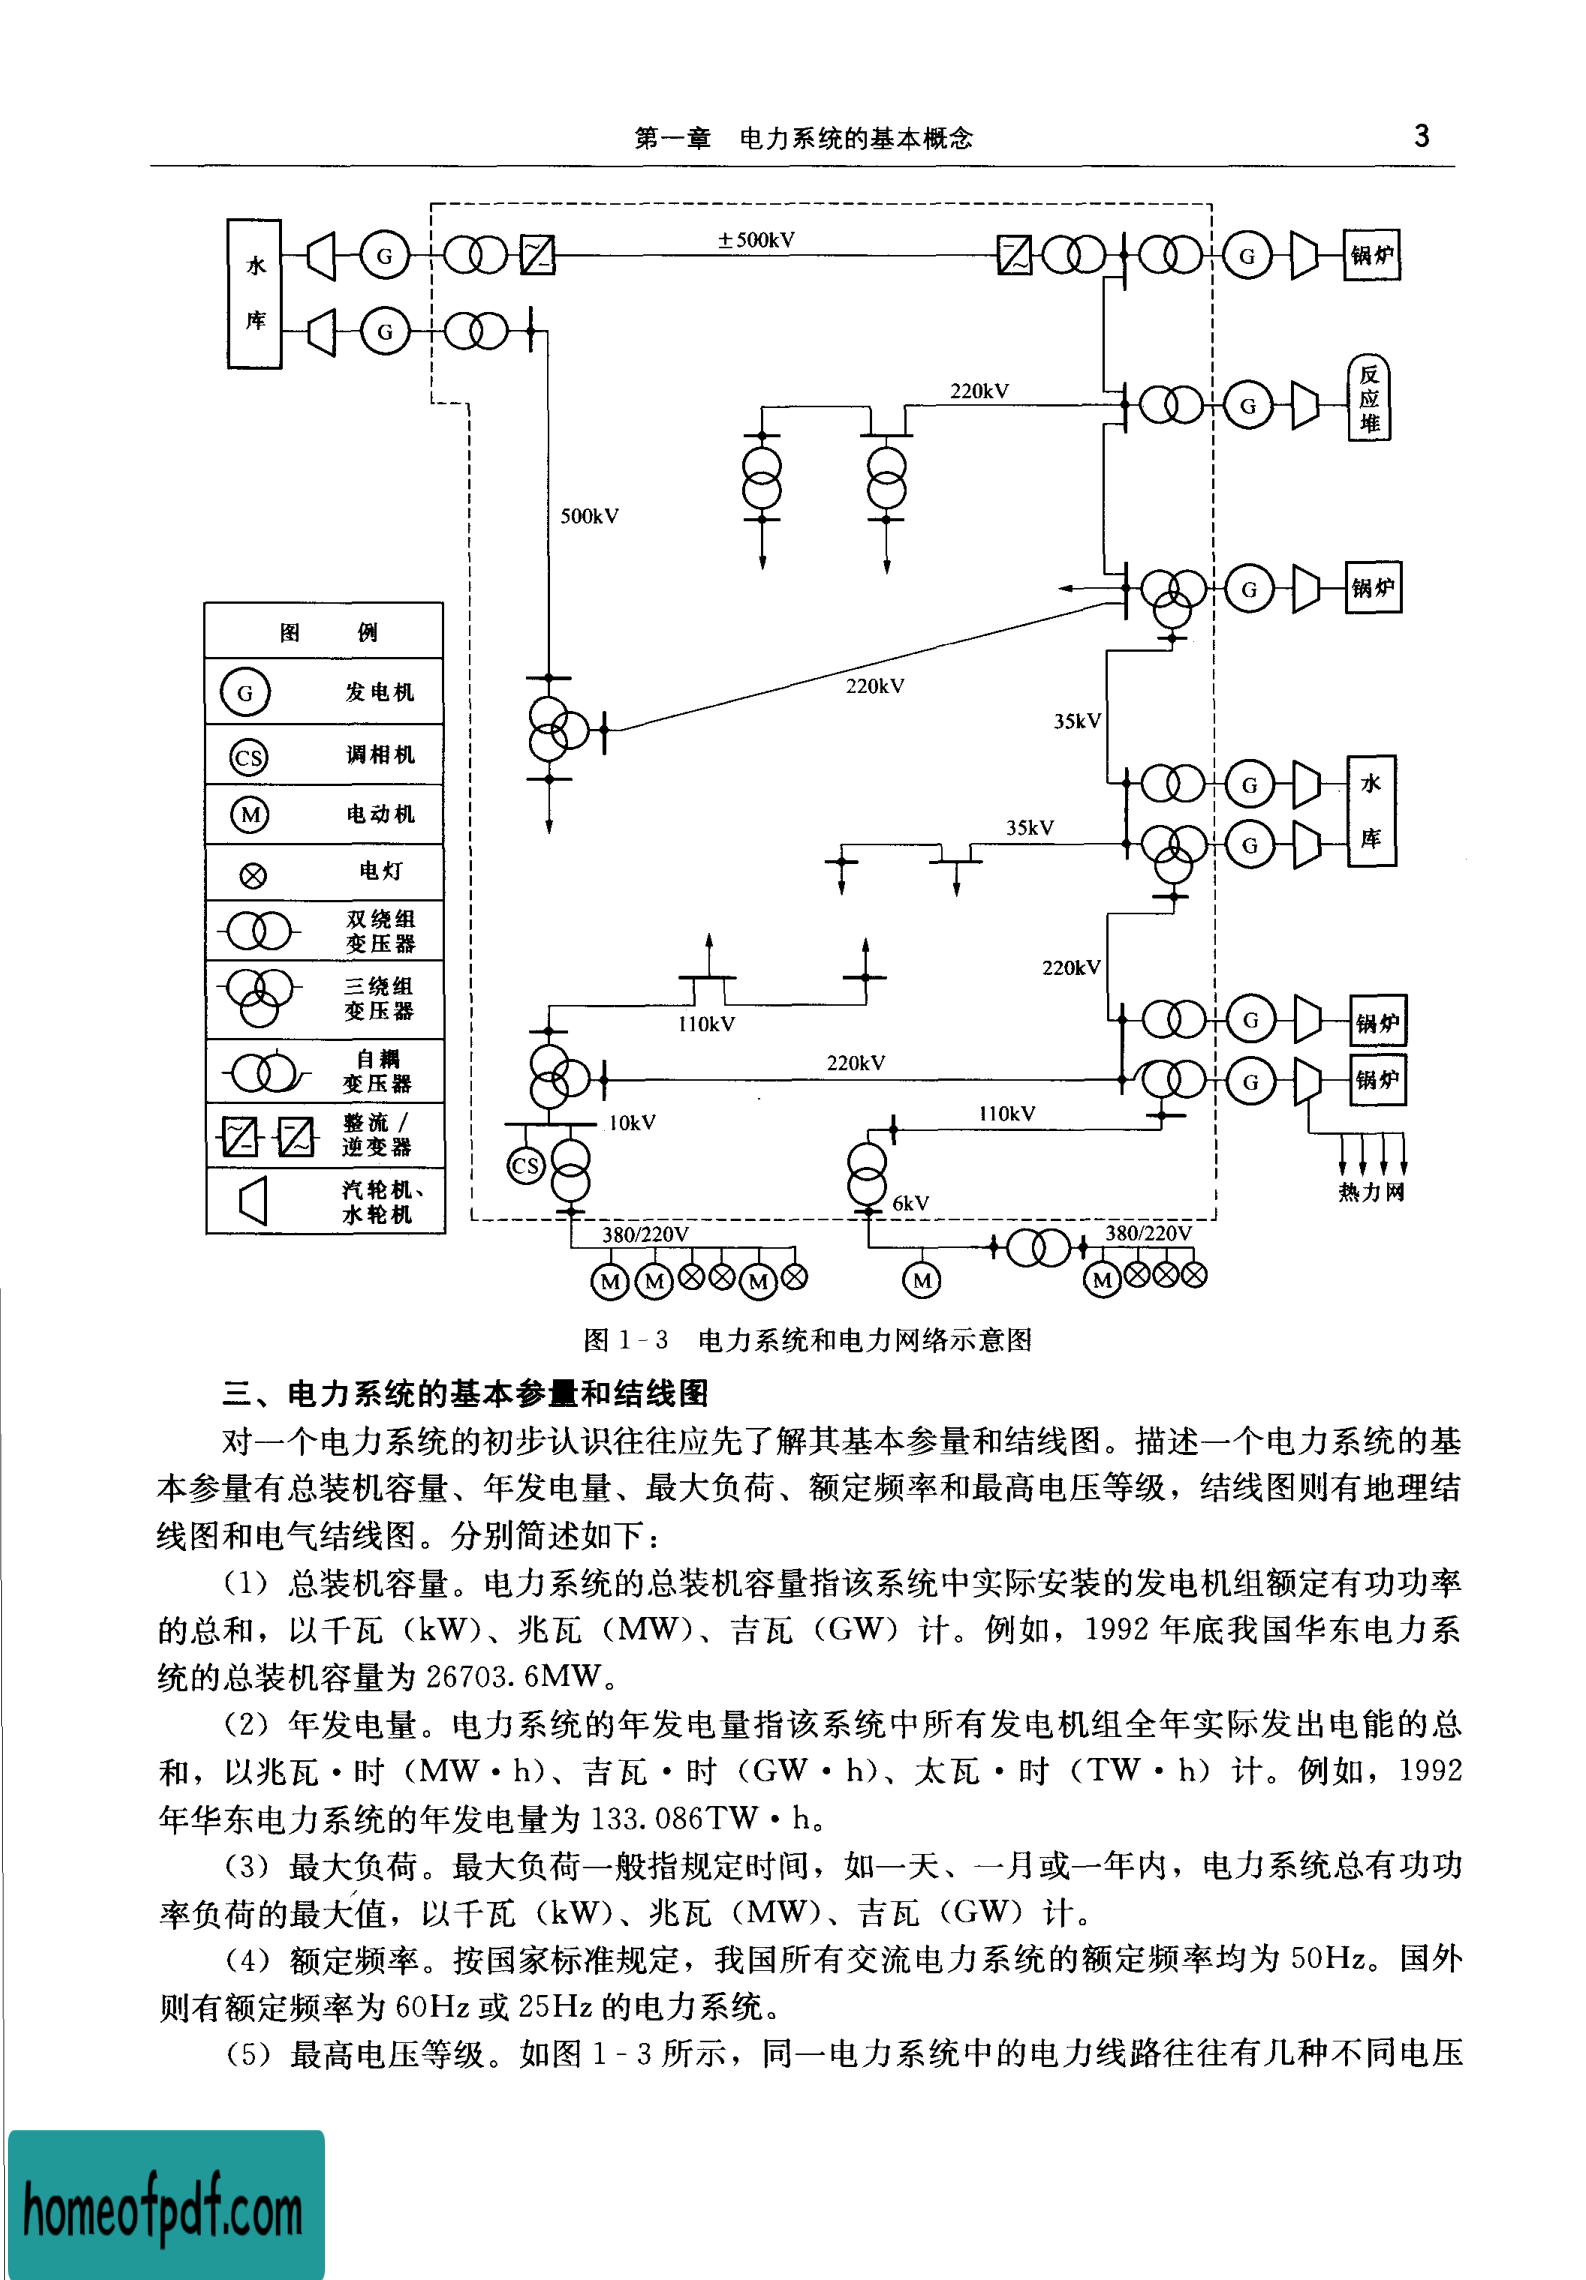 第一章 电力系统的基本概念 3
±500kV
水库
G
G
G
锅炉
G
反应堆
220kV
500kV
G
锅炉
220kV
35kV
G
G
水库
35kV
220kV
110kV
G
锅炉
220kV
G
锅炉
110kV
10kV
CS
6kV
热力网
380/220V
M
M
M
M
380/220V
M
图 例
G 发电机
CS 调相机
M 电动机
电灯
双绕组
变压器
三绕组
变压器
自耦
变压器
整流/
逆变器
汽轮机、
水轮机
图 1-3 电力系统和电力网络示意图
三、电力系统的基本参量和结线图
对一个电力系统的初步认识往往应先了解其基本参量和结线图。描述一个电力系统的基
本参量有总装机容量、年发电量、最大负荷、额定频率和最高电压等级，结线图则有地理结
线图和电气结线图。分别简述如下：
（1）总装机容量。电力系统的总装机容量指该系统中实际安装的发电机组额定有功功率
的总和，以千瓦（kW）、兆瓦（MW）、吉瓦（GW）计。例如，1992 年底我国华东电力系
统的总装机容量为 26703.6MW。
（2）年发电量。电力系统的年发电量指该系统中所有发电机组全年实际发出电能的总
和，以兆瓦·时（MW·h）、吉瓦·时（GW·h）、太瓦·时（TW·h）计。例如，1992
年华东电力系统的年发电量为 133.086TW·h。
（3）最大负荷。最大负荷一般指规定时间，如一天、一月或一年内，电力系统总有功功
率负荷的最大值，以千瓦（kW）、兆瓦（MW）、吉瓦（GW）计。
（4）额定频率。按国家标准规定，我国所有交流电力系统的额定频率均为 50Hz。国外
则有额定频率为 60Hz 或 25Hz 的电力系统。
（5）最高电压等级。如图 1-3 所示，同一电力系统中的电力线路往往有几种不同电压
homeofpdf.com